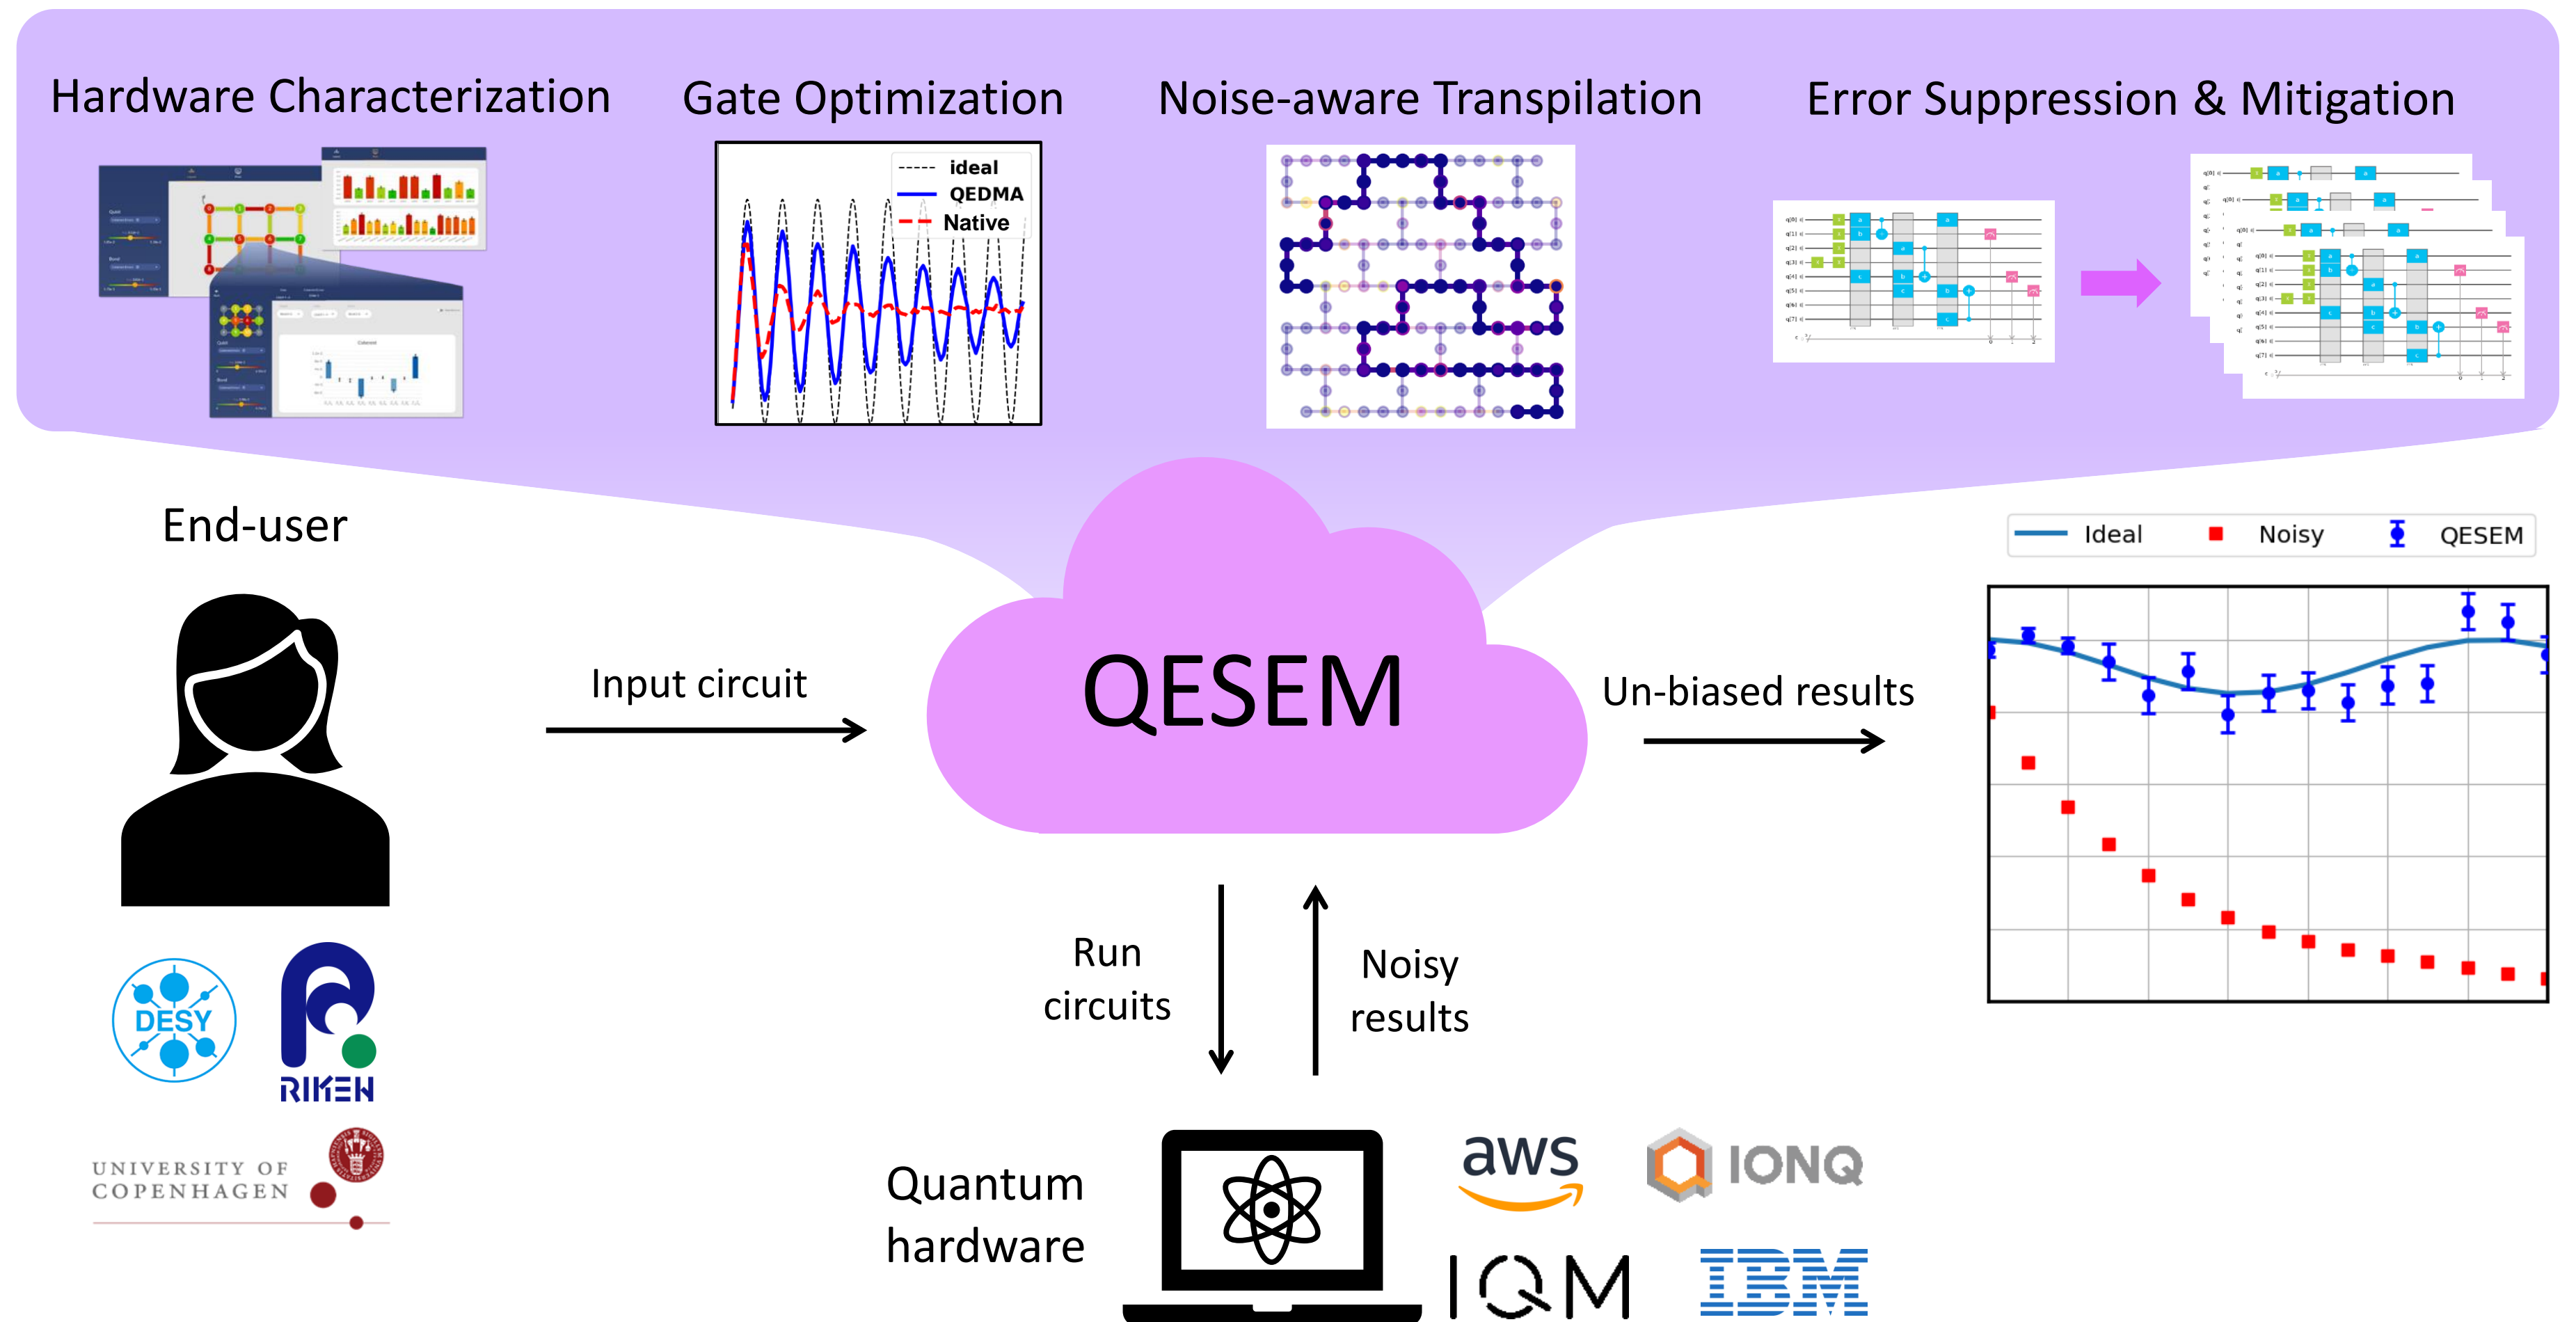 Hardware Characterization
Gate Optimization
Noise-aware Transpilation
Error Suppression & Mitigation
ideal
QEDMA
Native
End-user
Input circuit
QESEM
Un-biased results
Ideal
Noisy
QESEM
Run
circuits
Noisy
results
DESY
RIKEN
UNIVERSITY OF
COPENHAGEN
Quantum
hardware
aws
IONQ
IQM
IBM